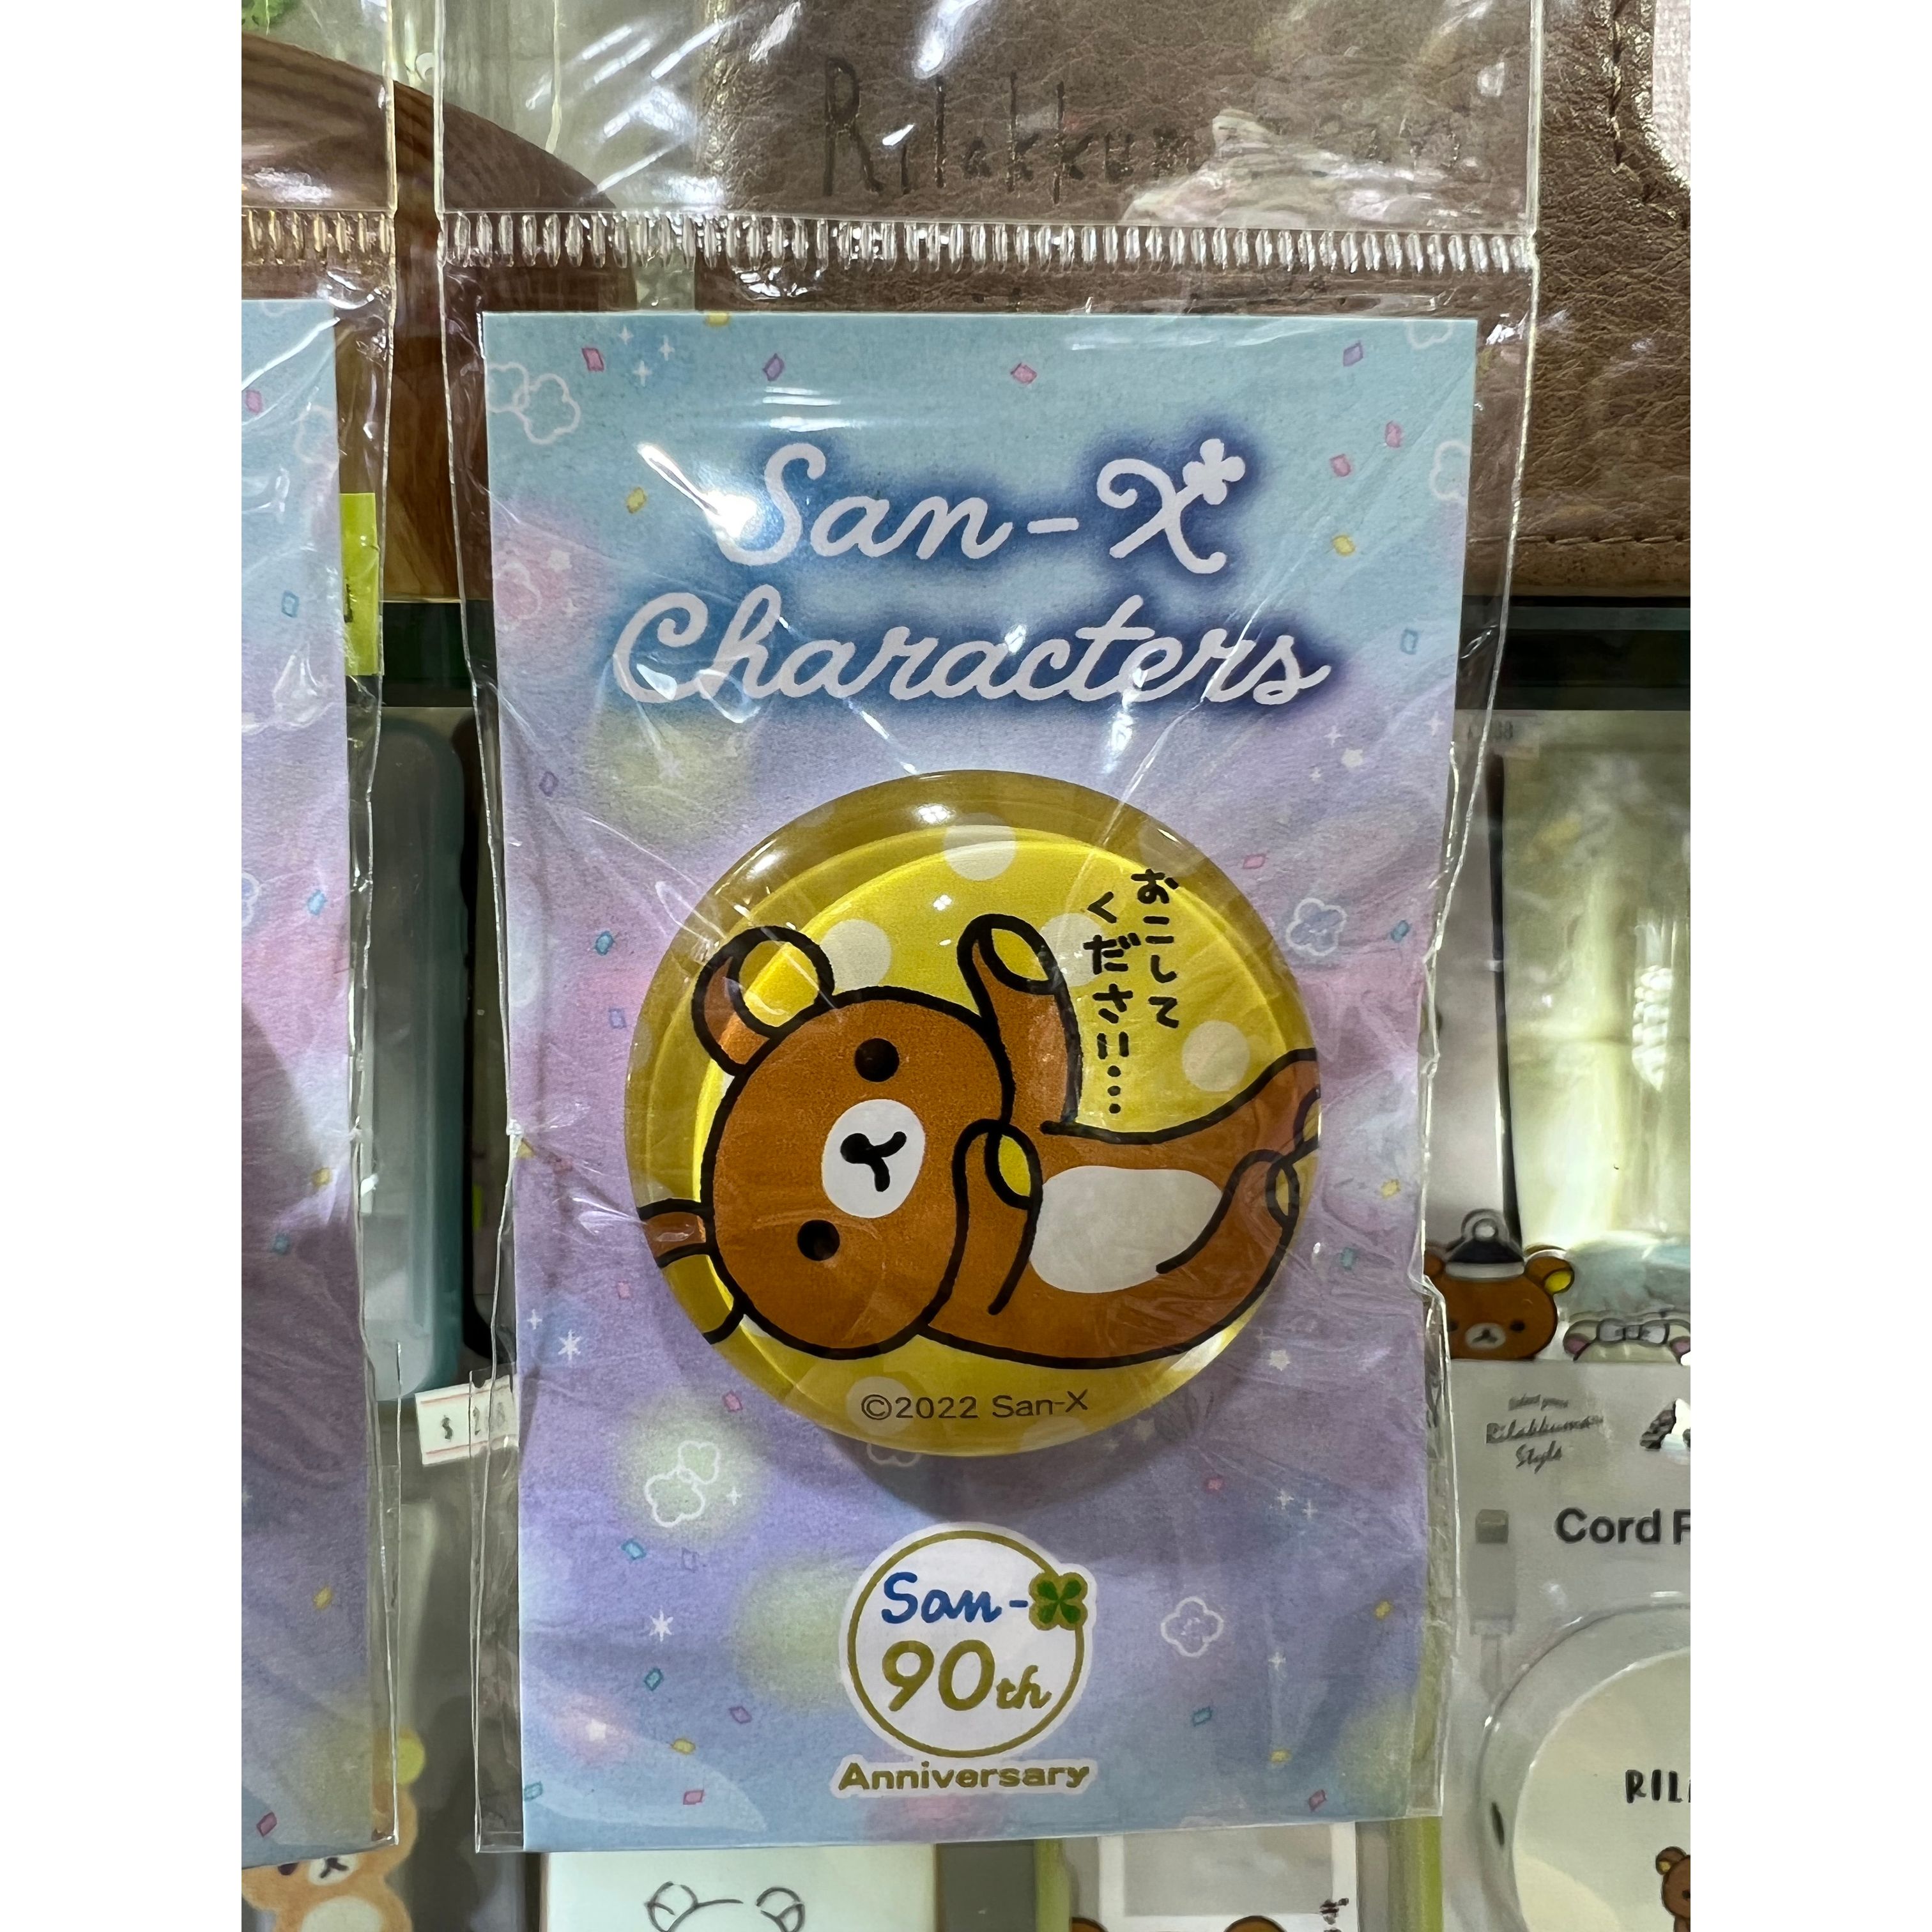 Rilakkum
San-X
Characters
おこして
ください…
©2022 San-X
San-X
90th
Anniversary
Rilakkuma
Style
Cord
RIL